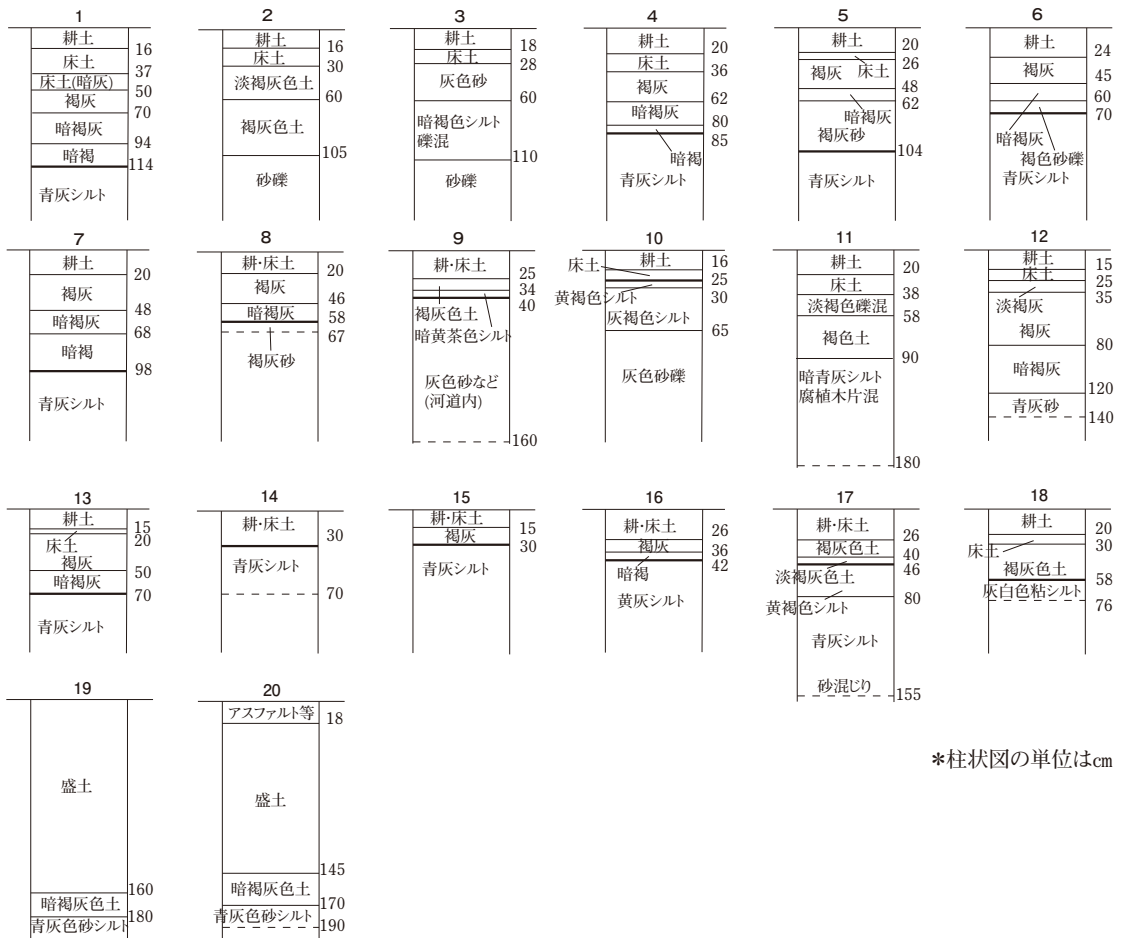 1
耕土
16
床土
37
床土(暗灰)
50
褐灰
70
暗褐灰
94
暗褐
114
青灰シルト
2
耕土
16
床土
30
淡褐灰色土
60
褐灰色土
105
砂礫
3
耕土
18
床土
28
灰色砂
60
暗褐色シルト
礫混
110
砂礫
4
耕土
20
床土
36
褐灰
62
暗褐灰
80
85
暗褐
青灰シルト
5
耕土
20
26
褐灰
床土
48
62
暗褐灰
褐灰砂
104
青灰シルト
6
耕土
24
褐灰
45
60
70
暗褐灰
褐色砂礫
青灰シルト
7
耕土
20
褐灰
48
暗褐灰
68
暗褐
98
青灰シルト
8
耕・床土
20
褐灰
46
暗褐灰
58
67
褐灰砂
9
耕・床土
25
34
40
褐灰色土
暗黄茶色シルト
灰色砂など
(河道内)
160
10
耕土
16
床土
25
黄褐色シルト
30
灰褐色シルト
65
灰色砂礫
11
耕土
20
床土
38
淡褐色礫混
58
褐色土
90
暗青灰シルト
腐植木片混
180
12
耕土
15
床土
25
35
淡褐灰
褐灰
80
暗褐灰
120
青灰砂
140
13
耕土
15
20
床土
褐灰
50
暗褐灰
70
青灰シルト
14
耕・床土
30
青灰シルト
70
15
耕・床土
15
褐灰
30
青灰シルト
16
耕・床土
26
褐灰
36
42
暗褐
黄灰シルト
17
耕・床土
26
褐灰色土
40
46
淡褐灰色土
80
黄褐色シルト
青灰シルト
砂混じり
155
18
耕土
20
床土
30
褐灰色土
58
灰白色粘シルト
76
19
盛土
160
暗褐灰色土
180
青灰色砂シルト
20
アスファルト等
18
盛土
145
暗褐灰色土
170
青灰色砂シルト
190
＊柱状図の単位は㎝